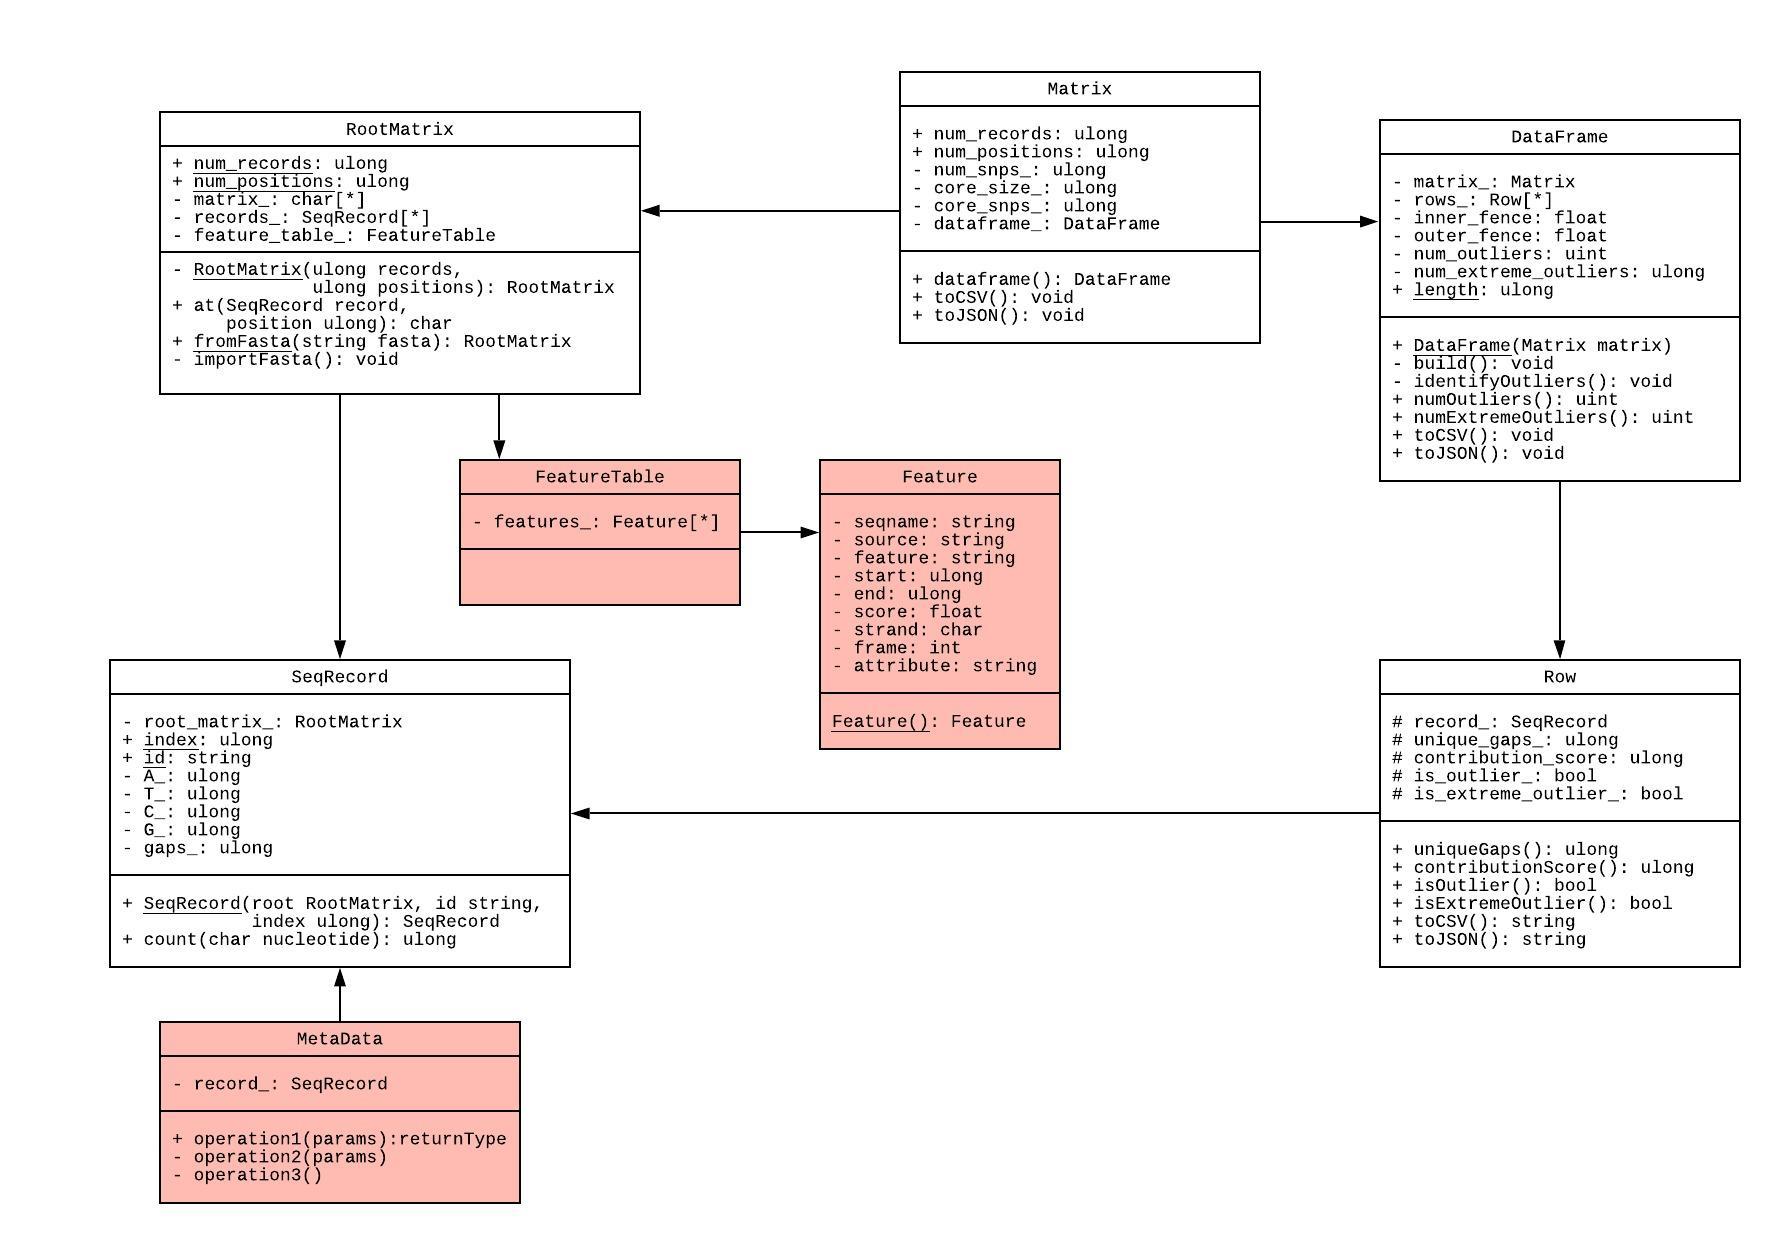 Matrix
+ num_records: ulong
+ num_positions: ulong
- num_snps_: ulong
- core_size_: ulong
- core_snps_: ulong
- dataframe_: DataFrame
+ dataframe(): DataFrame
+ toCSV(): void
+ toJSON(): void
RootMatrix
+ num_records: ulong
+ num_positions: ulong
- matrix_: char[*]
- records_: SeqRecord[*]
- feature_table_: FeatureTable
- RootMatrix(ulong records,
ulong positions): RootMatrix
+ at(SeqRecord record,
position ulong): char
+ fromFasta(string fasta): RootMatrix
- importFasta(): void
DataFrame
- matrix_: Matrix
- rows_: Row[*]
- inner_fence: float
- outer_fence: float
- num_outliers: uint
- num_extreme_outliers: ulong
+ length: ulong
+ DataFrame(Matrix matrix)
- build(): void
- identifyOutliers(): void
+ numOutliers(): uint
+ numExtremeOutliers(): uint
+ toCSV(): void
+ toJSON(): void
FeatureTable
- features_: Feature[*]
Feature
- seqname: string
- source: string
- feature: string
- start: ulong
- end: ulong
- score: float
- strand: char
- frame: int
- attribute: string
Feature(): Feature
SeqRecord
- root_matrix_: RootMatrix
+ index: ulong
+ id: string
- A_: ulong
- T_: ulong
- C_: ulong
- G_: ulong
- gaps_: ulong
+ SeqRecord(root RootMatrix, id string,
index ulong): SeqRecord
+ count(char nucleotide): ulong
Row
# record_: SeqRecord
# unique_gaps_: ulong
# contribution_score: ulong
# is_outlier_: bool
# is_extreme_outlier_: bool
+ uniqueGaps(): ulong
+ contributionScore(): ulong
+ isOutlier(): bool
+ isExtremeOutlier(): bool
+ toCSV(): string
+ toJSON(): string
MetaData
- record_: SeqRecord
+ operation1(params):returnType
- operation2(params)
- operation3()